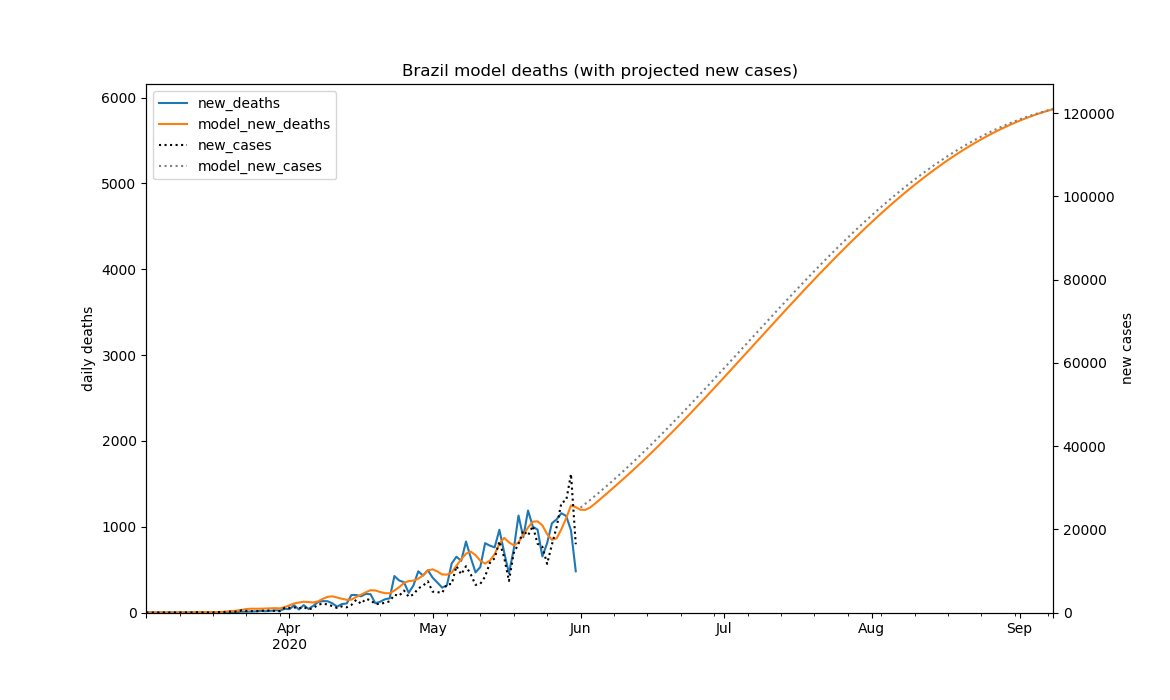 Brazil model deaths (with projected new cases)
new_deaths
model_new_deaths
new_cases
model_new_cases
6000
5000
4000
3000
2000
1000
0
daily deaths
120000
100000
80000
60000
40000
20000
0
new cases
Apr
2020
May
Jun
Jul
Aug
Sep